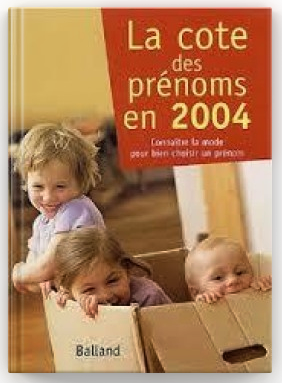 La cote
des
prénoms
en 2004
Connaître la mode
pour bien choisir un prénom
Balland